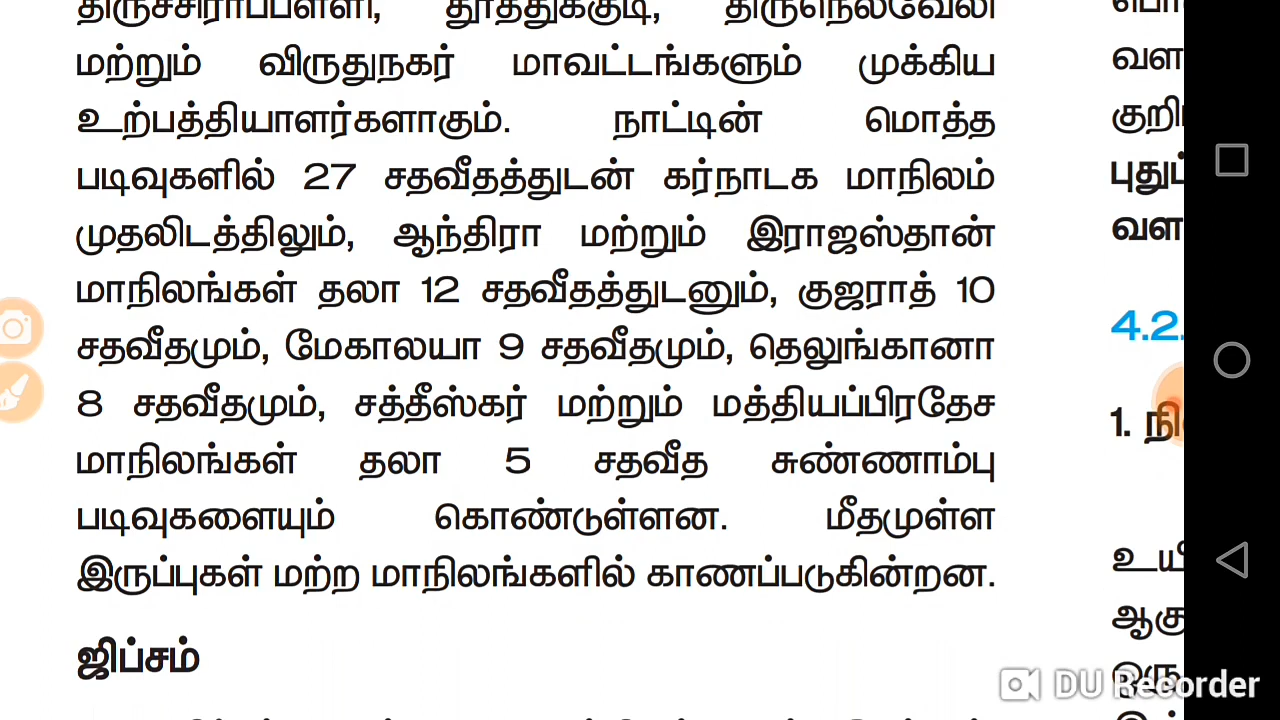 திருச்சிராப்பள்ளி, தூத்துக்குடி, திருநெல்வேலி
மற்றும் விருதுநகர் மாவட்டங்களும் முக்கிய
உற்பத்தியாளர்களாகும். நாட்டின் மொத்த
படிவுகளில் 27 சதவீதத்துடன் கர்நாடக மாநிலம்
முதலிடத்திலும், ஆந்திரா மற்றும் இராஜஸ்தான்
மாநிலங்கள் தலா 12 சதவீதத்துடனும், குஜராத் 10
சதவீதமும், மேகாலயா 9 சதவீதமும், தெலுங்கானா
8 சதவீதமும், சத்தீஸ்கர் மற்றும் மத்தியப்பிரதேச
மாநிலங்கள் தலா 5 சதவீத சுண்ணாம்பு
படிவுகளையும் கொண்டுள்ளன. மீதமுள்ள
இருப்புகள் மற்ற மாநிலங்களில் காணப்படுகின்றன.
ஜிப்சம்
வள
குறி
புதுப்
வள
4.2.
1. நி
உயி
ஆகு
ஒரு
DU Recorder